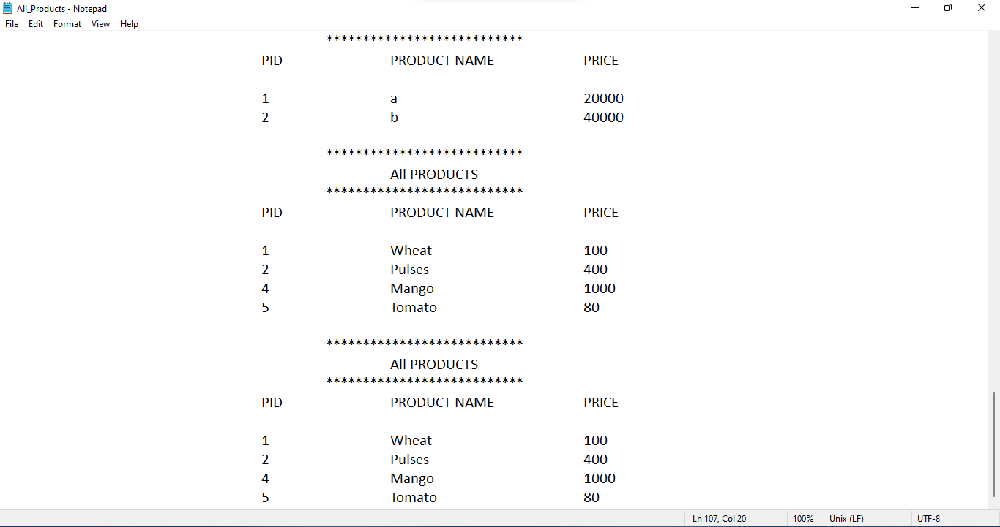 All_Products - Notepad
File Edit Format View Help
***************************
PID PRODUCT NAME PRICE
1 a 20000
2 b 40000
***************************
All PRODUCTS
***************************
PID PRODUCT NAME PRICE
1 Wheat 100
2 Pulses 400
4 Mango 1000
5 Tomato 80
***************************
All PRODUCTS
***************************
PID PRODUCT NAME PRICE
1 Wheat 100
2 Pulses 400
4 Mango 1000
5 Tomato 80
Ln 107, Col 20 100% Unix (LF) UTF-8